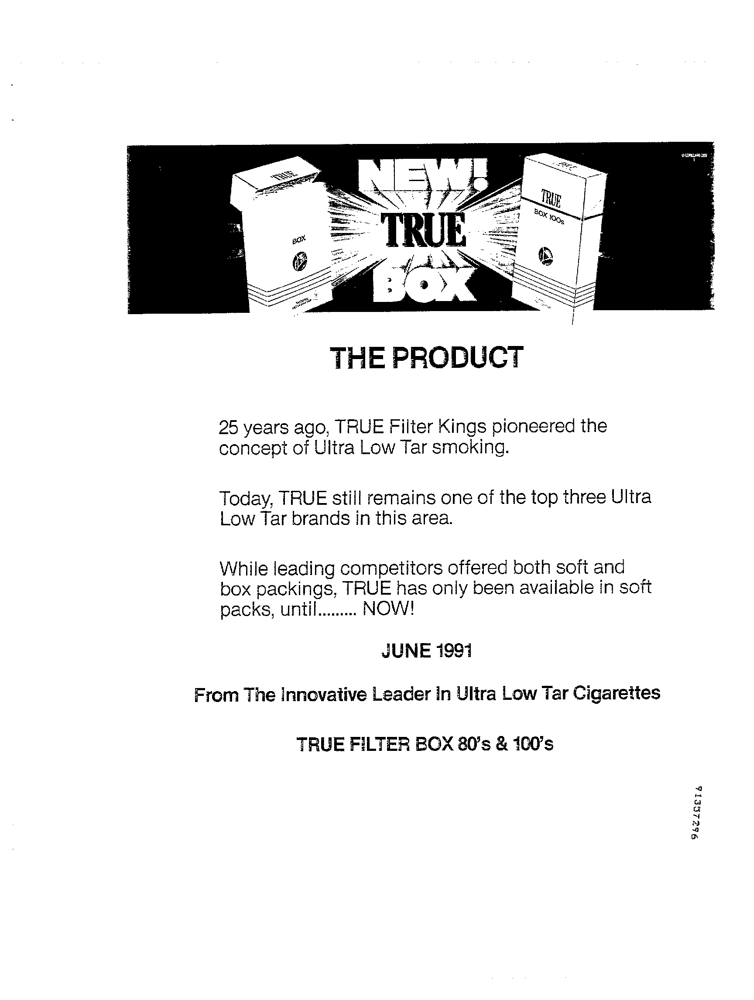 NEW!
TRUE
BOX
TRUE
BOX
TRUE
BOX 100s
THE PRODUCT
25 years ago, TRUE Filter Kings pioneered the
concept of Ultra Low Tar smoking.
Today, TRUE still remains one of the top three Ultra
Low Tar brands in this area.
While leading competitors offered both soft and
box packings, TRUE has only been available in soft
packs, until......... NOW!
JUNE 1991
From The Innovative Leader In Ultra Low Tar Cigarettes
TRUE FILTER BOX 80's & 100's
91357296